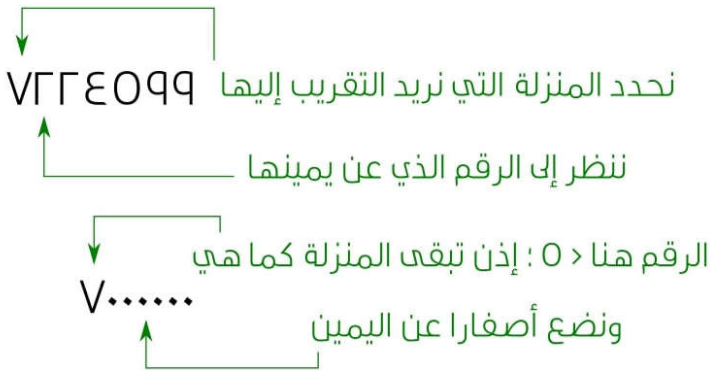 ٧٢٢٤٥٩٩ نحدد المنزلة التي نريد التقريب إليها
ننظر إلى الرقم الذي عن يمينها
الرقم هنا < ٥ ؛ إذن تبقى المنزلة كما هي
٧٠٠٠٠٠٠
ونضع أصفارا عن اليمين